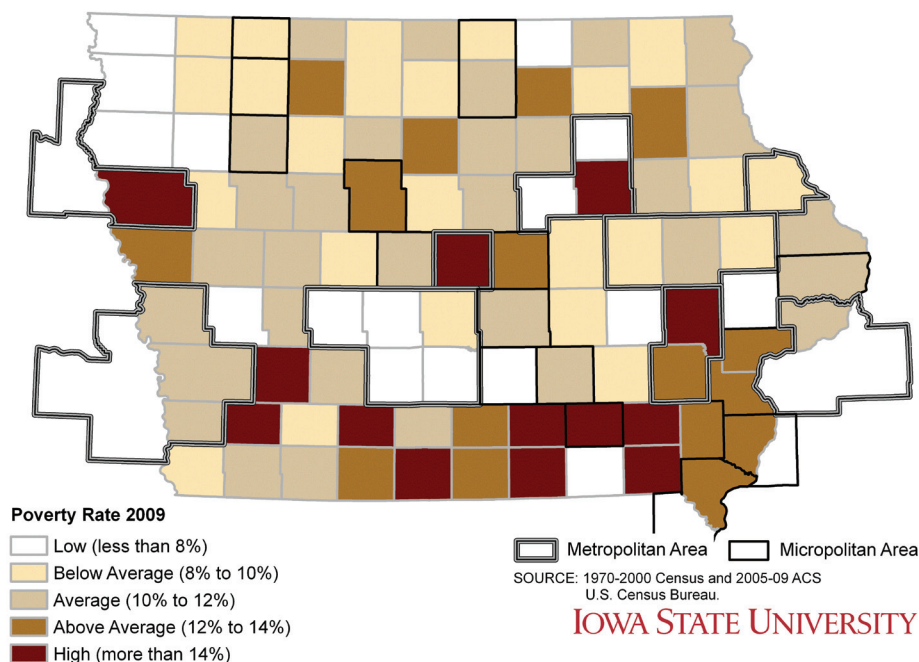 Poverty Rate 2009
Low (less than 8%)
Below Average (8% to 10%)
Average (10% to 12%)
Above Average (12% to 14%)
High (more than 14%)
Metropolitan Area
Micropolitan Area
SOURCE: 1970-2000 Census and 2005-09 ACS
U.S. Census Bureau.
IOWA STATE UNIVERSITY